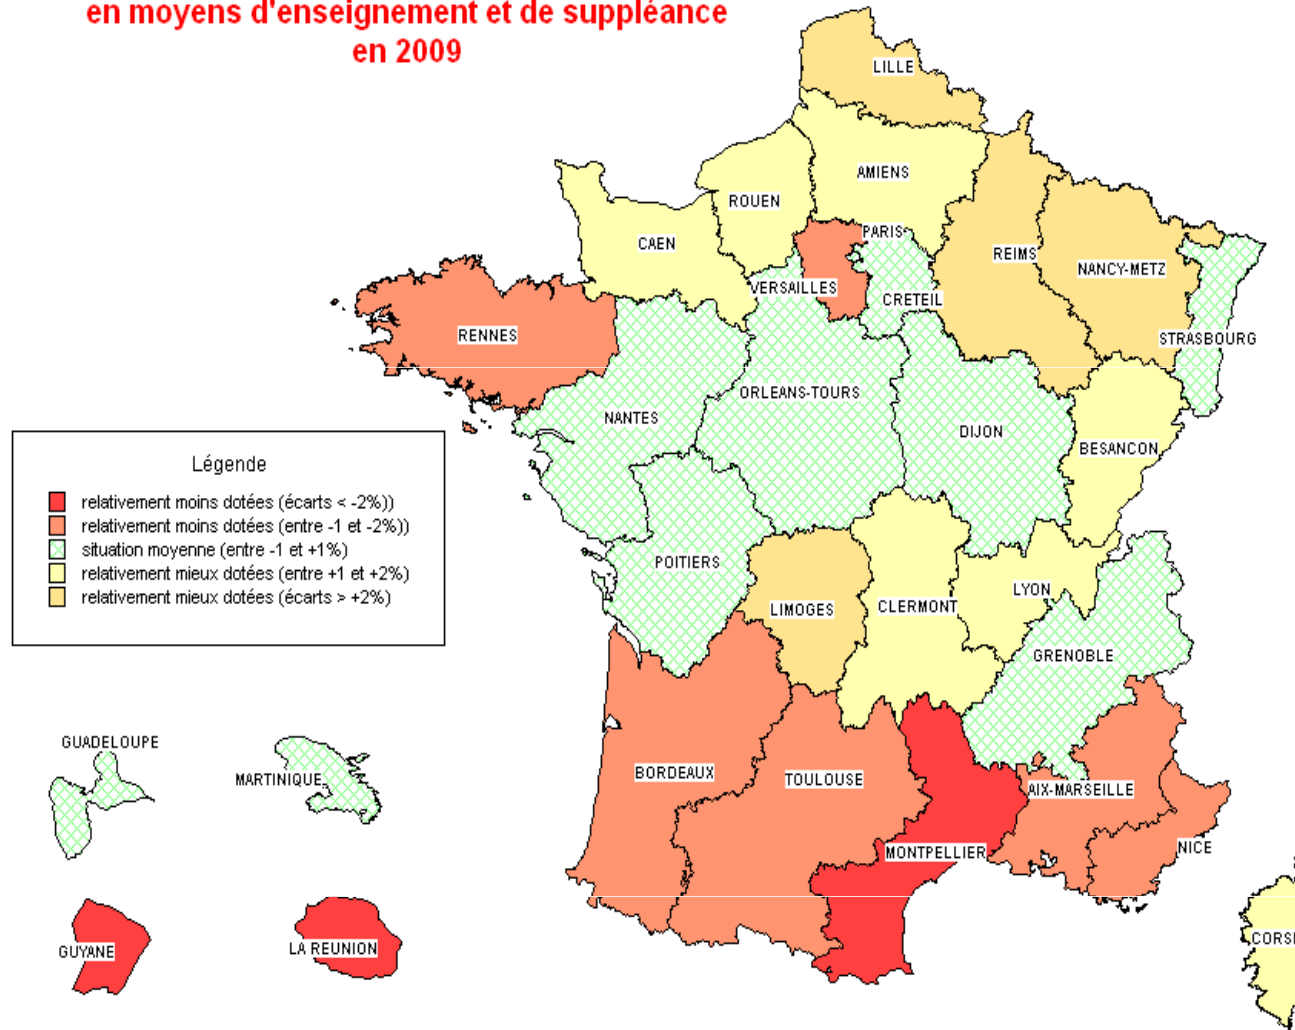 en moyens d'enseignement et de suppléance
en 2009
LILLE
AMIENS
ROUEN
PARIS
CAEN
REIMS
NANCY-METZ
VERSAILLES
CRETEIL
RENNES
STRASBOURG
ORLEANS-TOURS
NANTES
DIJON
BESANCON
Légende
relativement moins dotées (écarts < -2%))
relativement moins dotées (entre -1 et -2%))
situation moyenne (entre -1 et +1%)
relativement mieux dotées (entre +1 et +2%)
relativement mieux dotées (écarts > +2%)
POITIERS
LIMOGES
CLERMONT
LYON
GRENOBLE
GUADELOUPE
MARTINIQUE
BORDEAUX
TOULOUSE
AIX-MARSEILLE
MONTPELLIER
NICE
GUYANE
LA REUNION
CORS